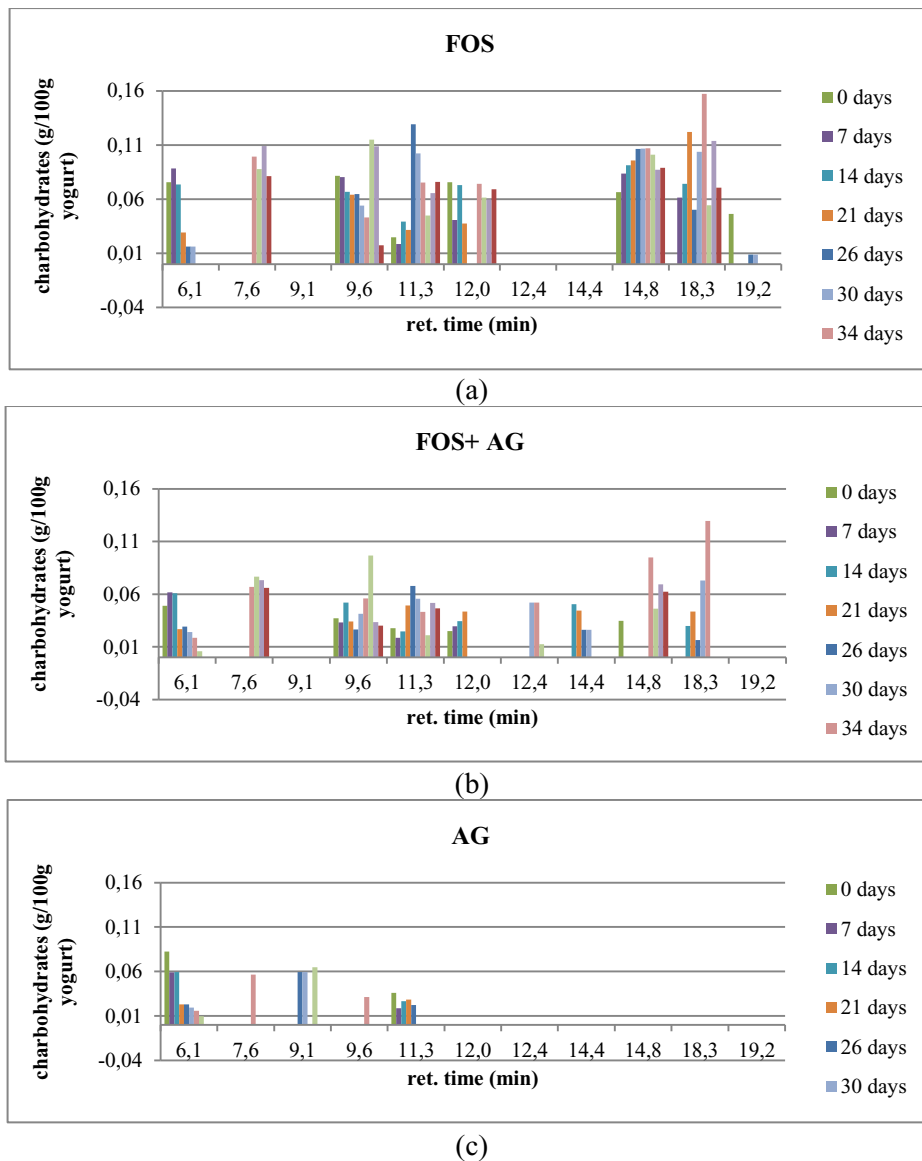 FOS
charbohydrates (g/100g
yogurt)
0,16
0,11
0,06
0,01
-0,04
6,1 7,6 9,1 9,6 11,3 12,0 12,4 14,4 14,8 18,3 19,2
ret. time (min)
0 days
7 days
14 days
21 days
26 days
30 days
34 days
(a)
FOS+ AG
charbohydrates (g/100g
yogurt)
0,16
0,11
0,06
0,01
-0,04
6,1 7,6 9,1 9,6 11,3 12,0 12,4 14,4 14,8 18,3 19,2
ret. time (min)
0 days
7 days
14 days
21 days
26 days
30 days
34 days
(b)
AG
charbohydrates (g/100g
yogurt)
0,16
0,11
0,06
0,01
-0,04
6,1 7,6 9,1 9,6 11,3 12,0 12,4 14,4 14,8 18,3 19,2
ret. time (min)
0 days
7 days
14 days
21 days
26 days
30 days
(c)